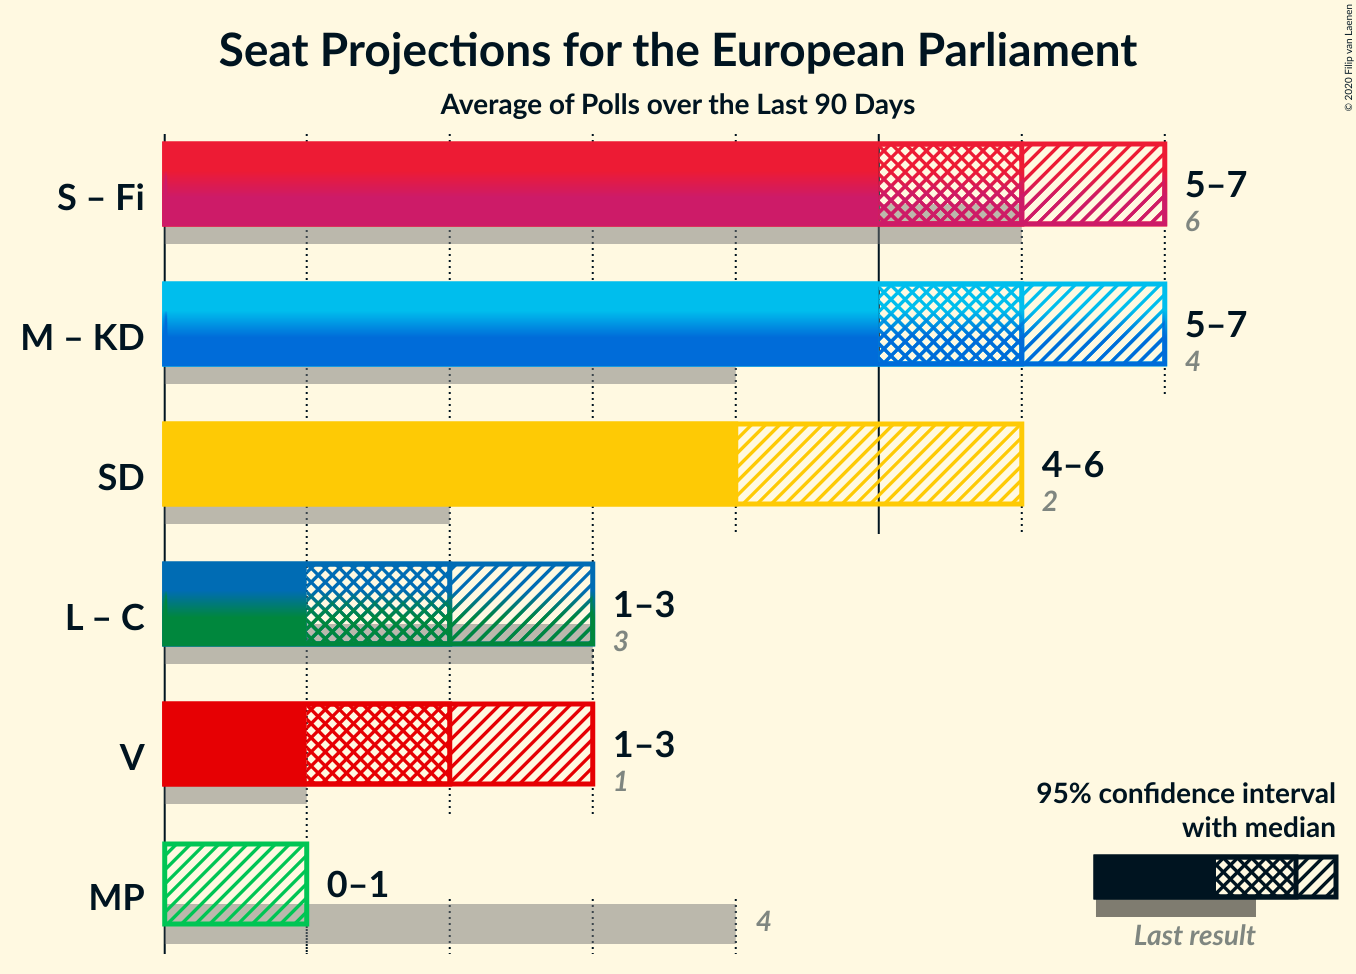 Seat Projections for the European Parliament
Average of Polls over the Last 90 Days
© 2020 Filip van Laenen
S – Fi
5–7
6
M – KD
5–7
4
SD
4–6
2
L – C
1–3
3
V
1–3
1
MP
0–1
4
95% confidence interval
with median
Last result